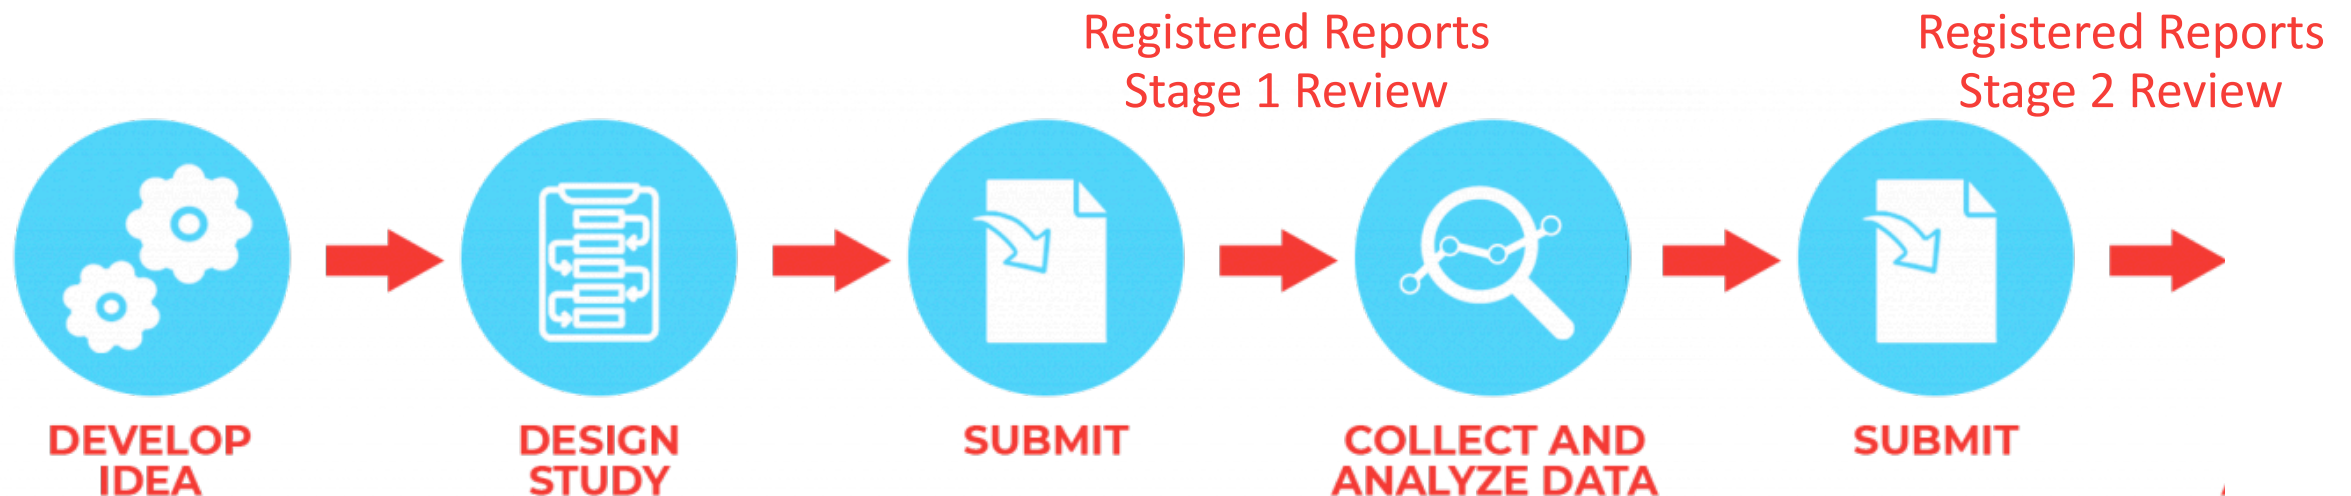 Registered Reports
Stage 1 Review
Registered Reports
Stage 2 Review
DEVELOP
IDEA
DESIGN
STUDY
SUBMIT
COLLECT AND
ANALYZE DATA
SUBMIT